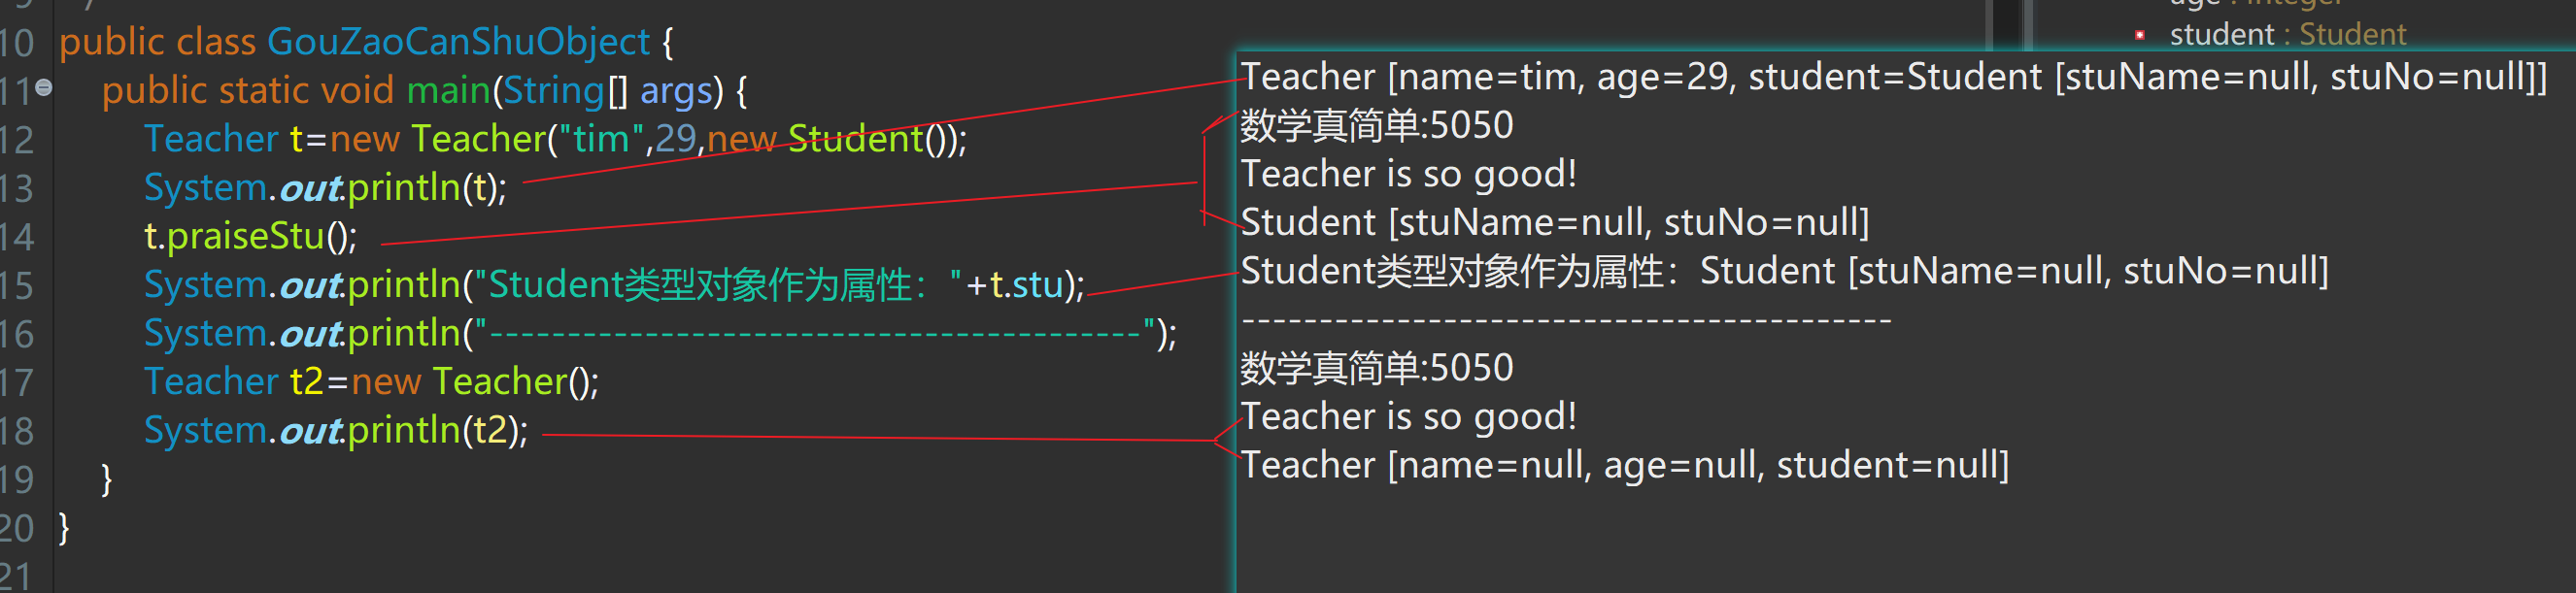 10 public class GouZaoCanShuObject {
11 public static void main(String[] args) {
12 Teacher t=new Teacher("tim",29,new Student());
13 System.out.println(t);
14 t.praiseStu();
15 System.out.println("Student类型对象作为属性："+t.stu);
16 System.out.println("------------------------------------------");
17 Teacher t2=new Teacher();
18 System.out.println(t2);
19 }
20 }
21
student : Student
Teacher [name=tim, age=29, student=Student [stuName=null, stuNo=null]]
数学真简单:5050
Teacher is so good!
Student [stuName=null, stuNo=null]
Student类型对象作为属性：Student [stuName=null, stuNo=null]
------------------------------------------
数学真简单:5050
Teacher is so good!
Teacher [name=null, age=null, student=null]